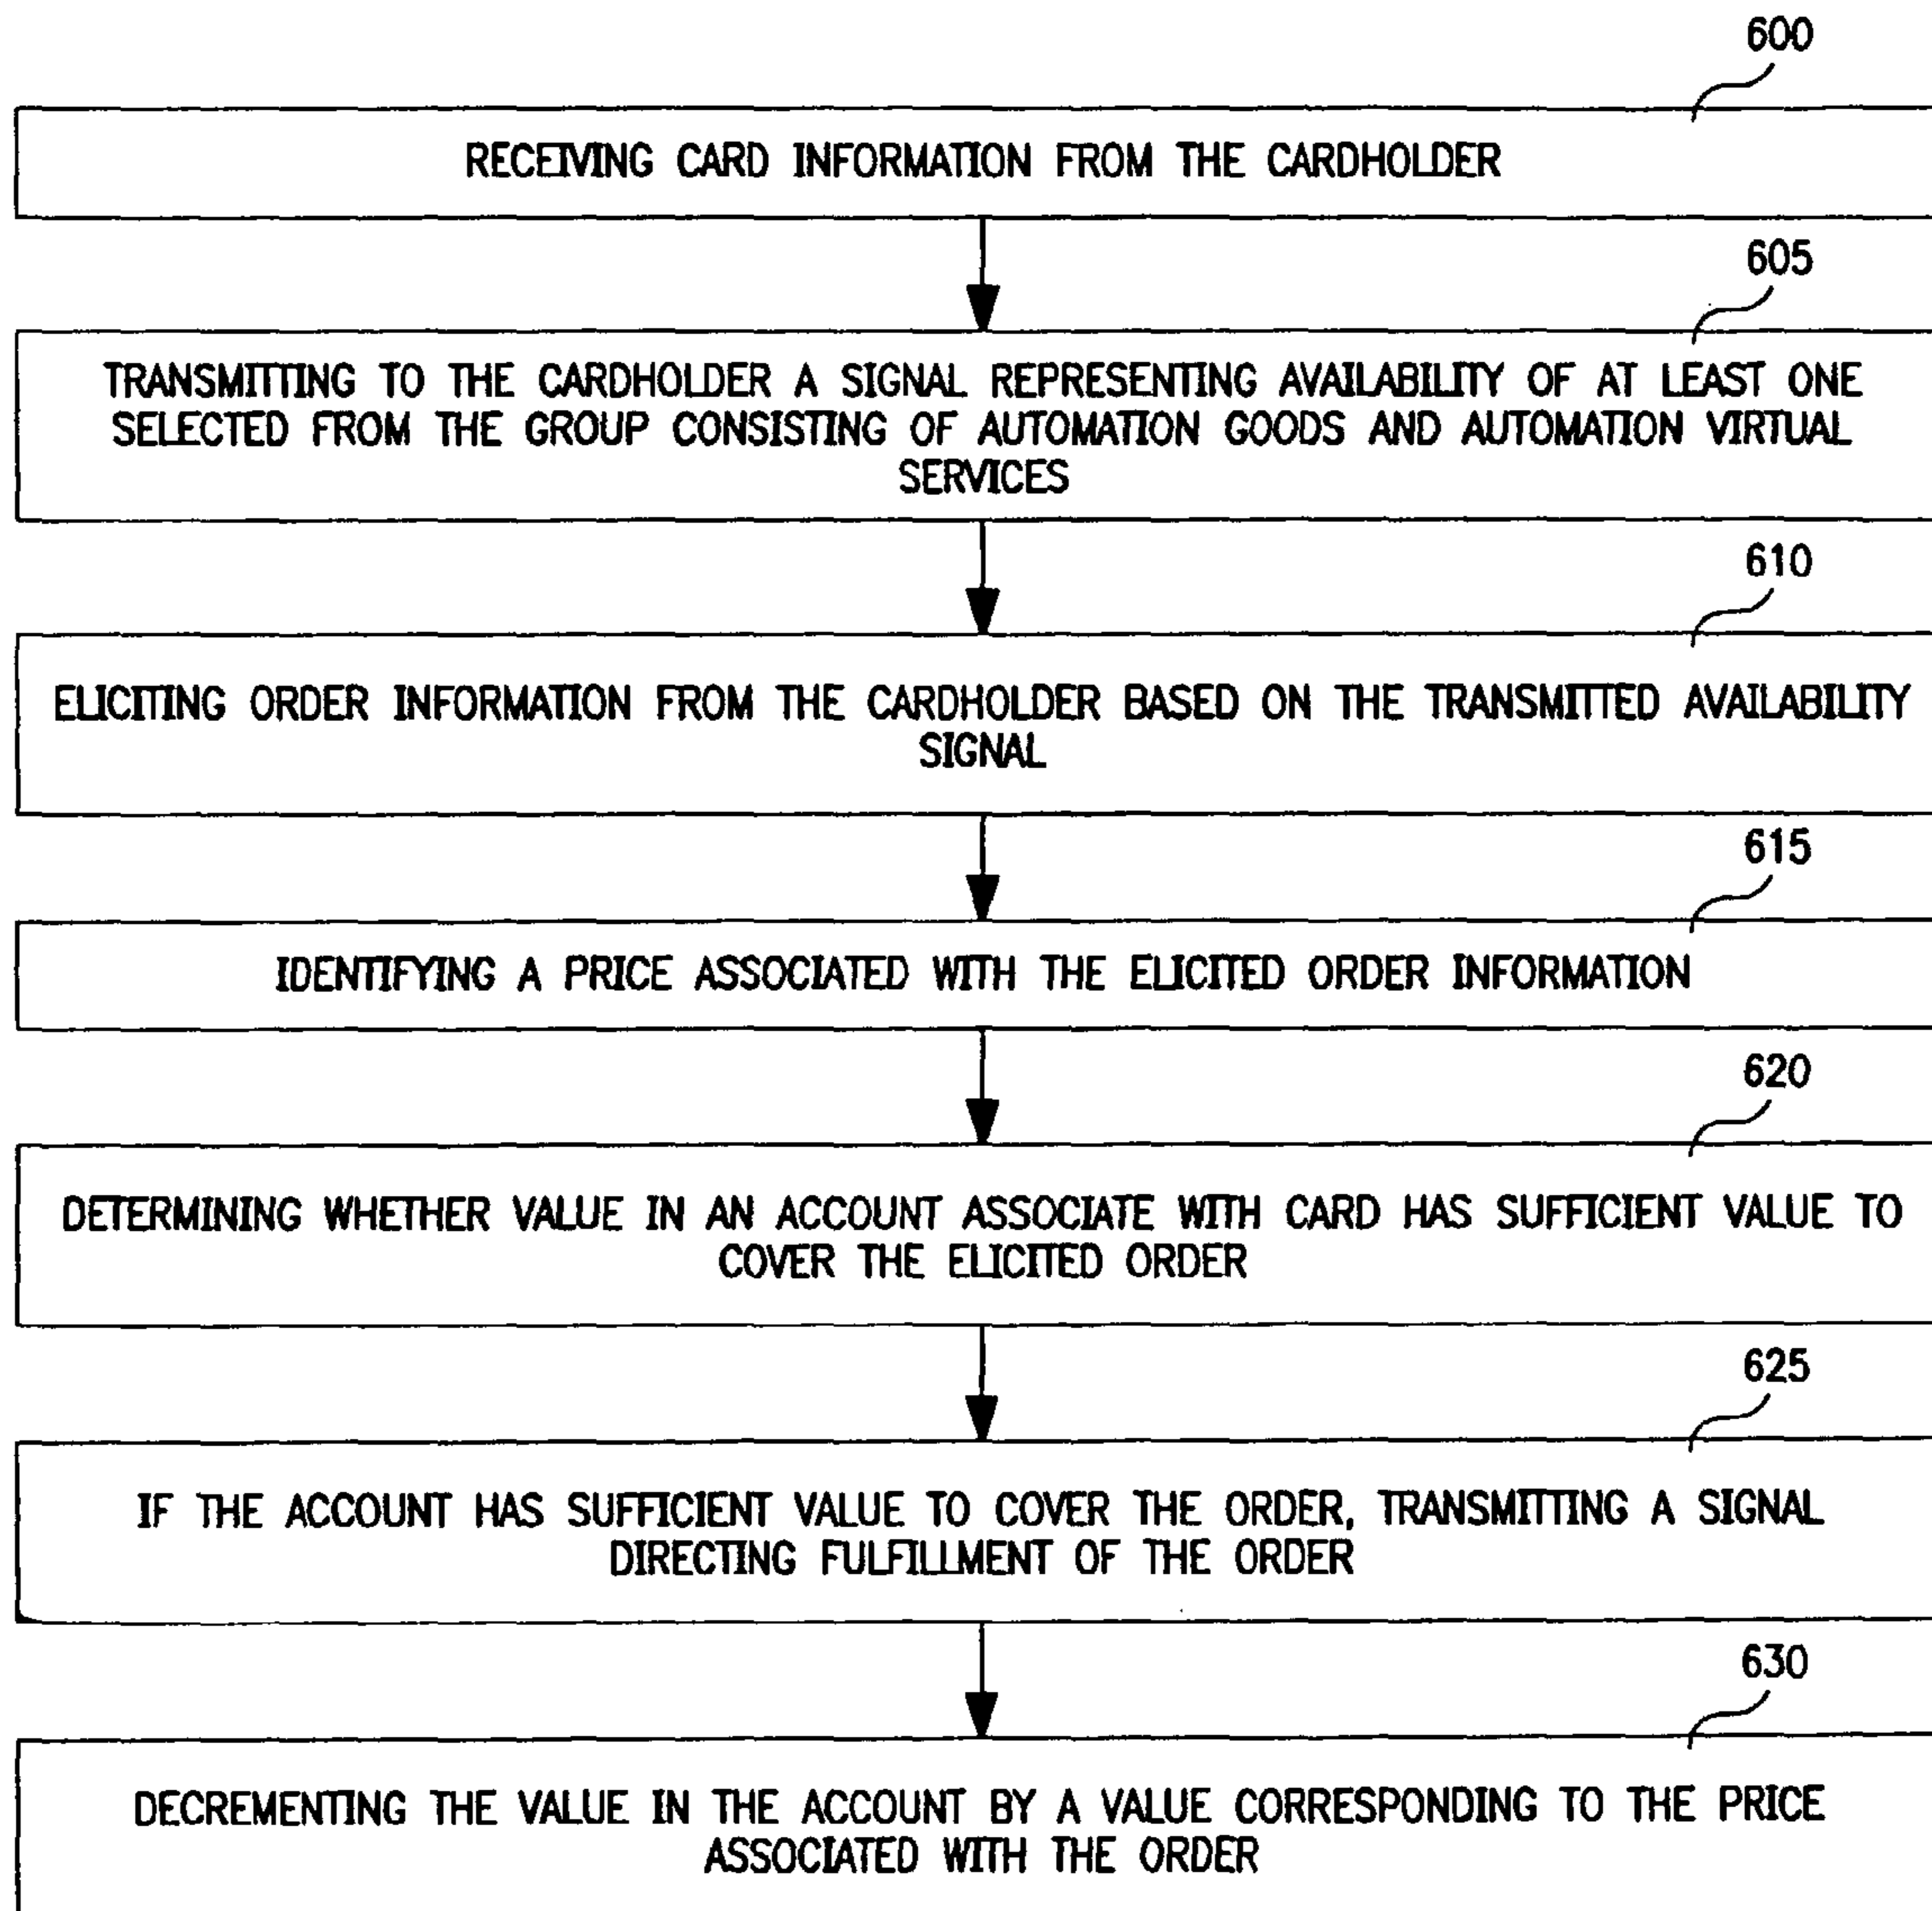 600
RECEIVING CARD INFORMATION FROM THE CARDHOLDER
605
TRANSMITTING TO THE CARDHOLDER A SIGNAL REPRESENTING AVAILABILITY OF AT LEAST ONE
SELECTED FROM THE GROUP CONSISTING OF AUTOMATION GOODS AND AUTOMATION VIRTUAL
SERVICES
610
ELICITING ORDER INFORMATION FROM THE CARDHOLDER BASED ON THE TRANSMITTED AVAILABILITY
SIGNAL
615
IDENTIFYING A PRICE ASSOCIATED WITH THE ELICITED ORDER INFORMATION
620
DETERMINING WHETHER VALUE IN AN ACCOUNT ASSOCIATE WITH CARD HAS SUFFICIENT VALUE TO
COVER THE ELICITED ORDER
625
IF THE ACCOUNT HAS SUFFICIENT VALUE TO COVER THE ORDER, TRANSMITTING A SIGNAL
DIRECTING FULFILLMENT OF THE ORDER
630
DECREMENTING THE VALUE IN THE ACCOUNT BY A VALUE CORRESPONDING TO THE PRICE
ASSOCIATED WITH THE ORDER